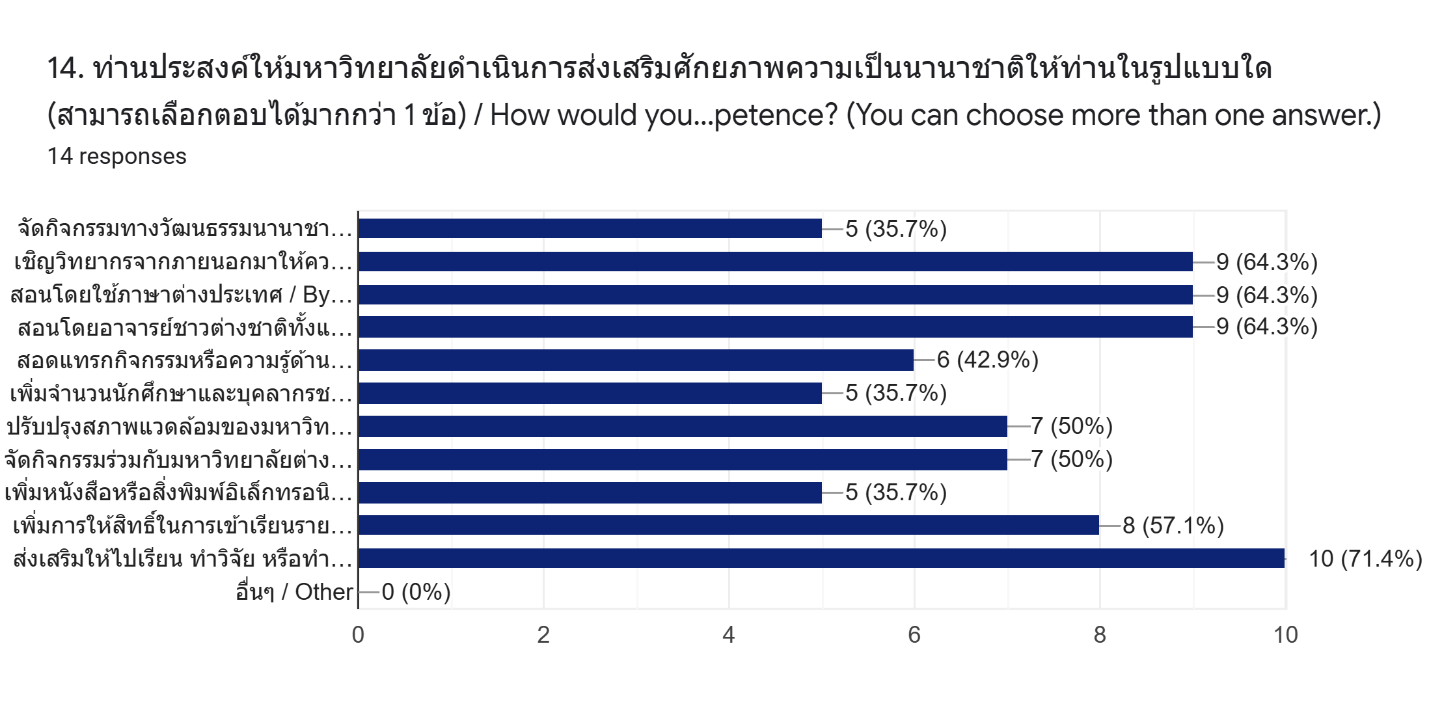 14. ท่านประสงค์ให้มหาวิทยาลัยดำเนินการส่งเสริมศักยภาพความเป็นนานาชาติให้ท่านในรูปแบบใด
(สามารถเลือกตอบได้มากกว่า 1 ข้อ) / How would you...petence? (You can choose more than one answer.)
14 responses
จัดกิจกรรมทางวัฒนธรรมนานาชา… 5 (35.7%)
เชิญวิทยากรจากภายนอกมาให้คว… 9 (64.3%)
สอนโดยใช้ภาษาต่างประเทศ / By… 9 (64.3%)
สอนโดยอาจารย์ชาวต่างชาติทั้งแ… 9 (64.3%)
สอดแทรกกิจกรรมหรือความรู้ด้าน… 6 (42.9%)
เพิ่มจำนวนนักศึกษาและบุคลากรช… 5 (35.7%)
ปรับปรุงสภาพแวดล้อมของมหาวิท… 7 (50%)
จัดกิจกรรมร่วมกับมหาวิทยาลัยต่าง… 7 (50%)
เพิ่มหนังสือหรือสิ่งพิมพ์อิเล็กทรอนิ… 5 (35.7%)
เพิ่มการให้สิทธิ์ในการเข้าเรียนราย… 8 (57.1%)
ส่งเสริมให้ไปเรียน ทำวิจัย หรือทำ… 10 (71.4%)
อื่นๆ / Other 0 (0%)
0 2 4 6 8 10